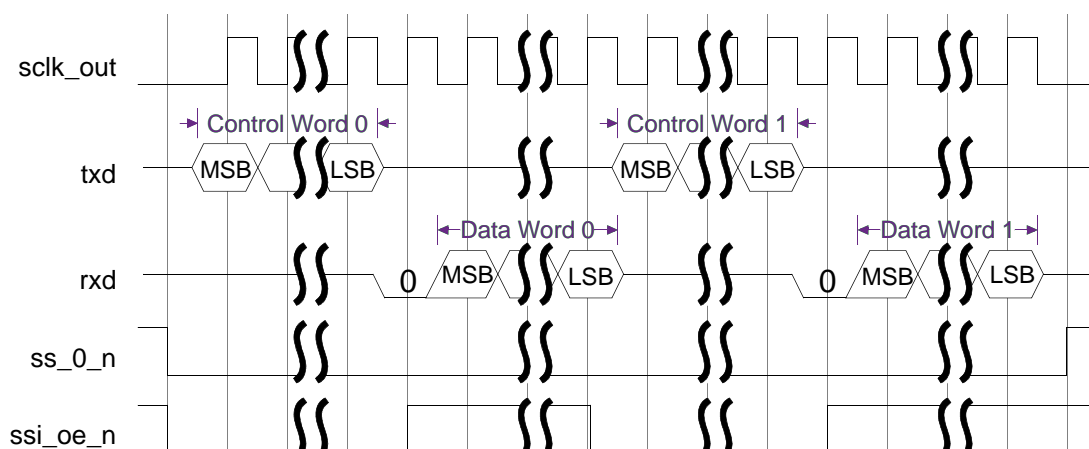 sclk_out
Control Word 0 Control Word 1
txd MSB LSB MSB LSB
Data Word 0 Data Word 1
rxd 0 MSB LSB 0 MSB LSB
ss_0_n
ssi_oe_n